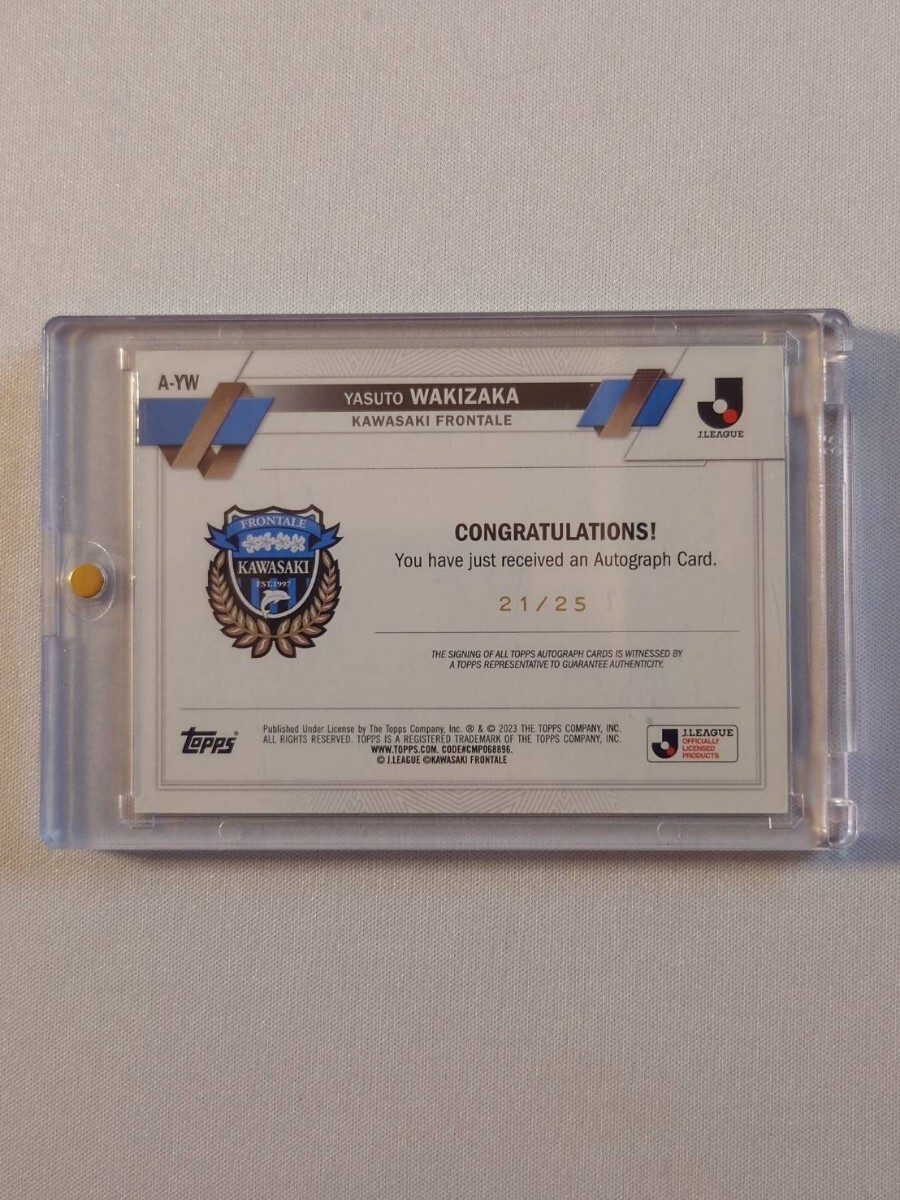 A-YW
YASUTO WAKIZAKA
KAWASAKI FRONTALE
J.LEAGUE
FRONTALE
KAWASAKI
EST.1997
CONGRATULATIONS!
You have just received an Autograph Card.
21/25
THE SIGNING OF ALL TOPPS AUTOGRAPH CARDS IS WITNESSED BY
A TOPPS REPRESENTATIVE TO GUARANTEE AUTHENTICITY.
topps®
Published Under License by The Topps Company, Inc. ® & © 2023 THE TOPPS COMPANY, INC.
ALL RIGHTS RESERVED. TOPPS IS A REGISTERED TRADEMARK OF THE TOPPS COMPANY, INC.
WWW.TOPPS.COM. CODE#CMP068896.
© J.LEAGUE ©KAWASAKI FRONTALE
J.LEAGUE
OFFICIALLY
LICENSED
PRODUCTS